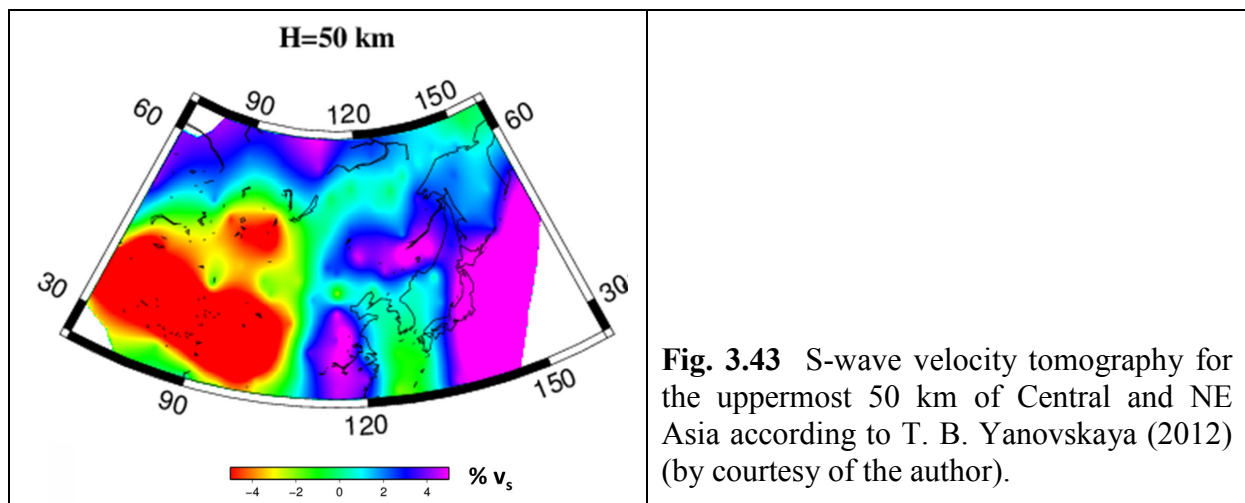 H=50 km
60 90 120 150 60
30 30
90 120 150
% vs
−4 −2 0 2 4
Fig. 3.43 S-wave velocity tomography for
the uppermost 50 km of Central and NE
Asia according to T. B. Yanovskaya (2012)
(by courtesy of the author).